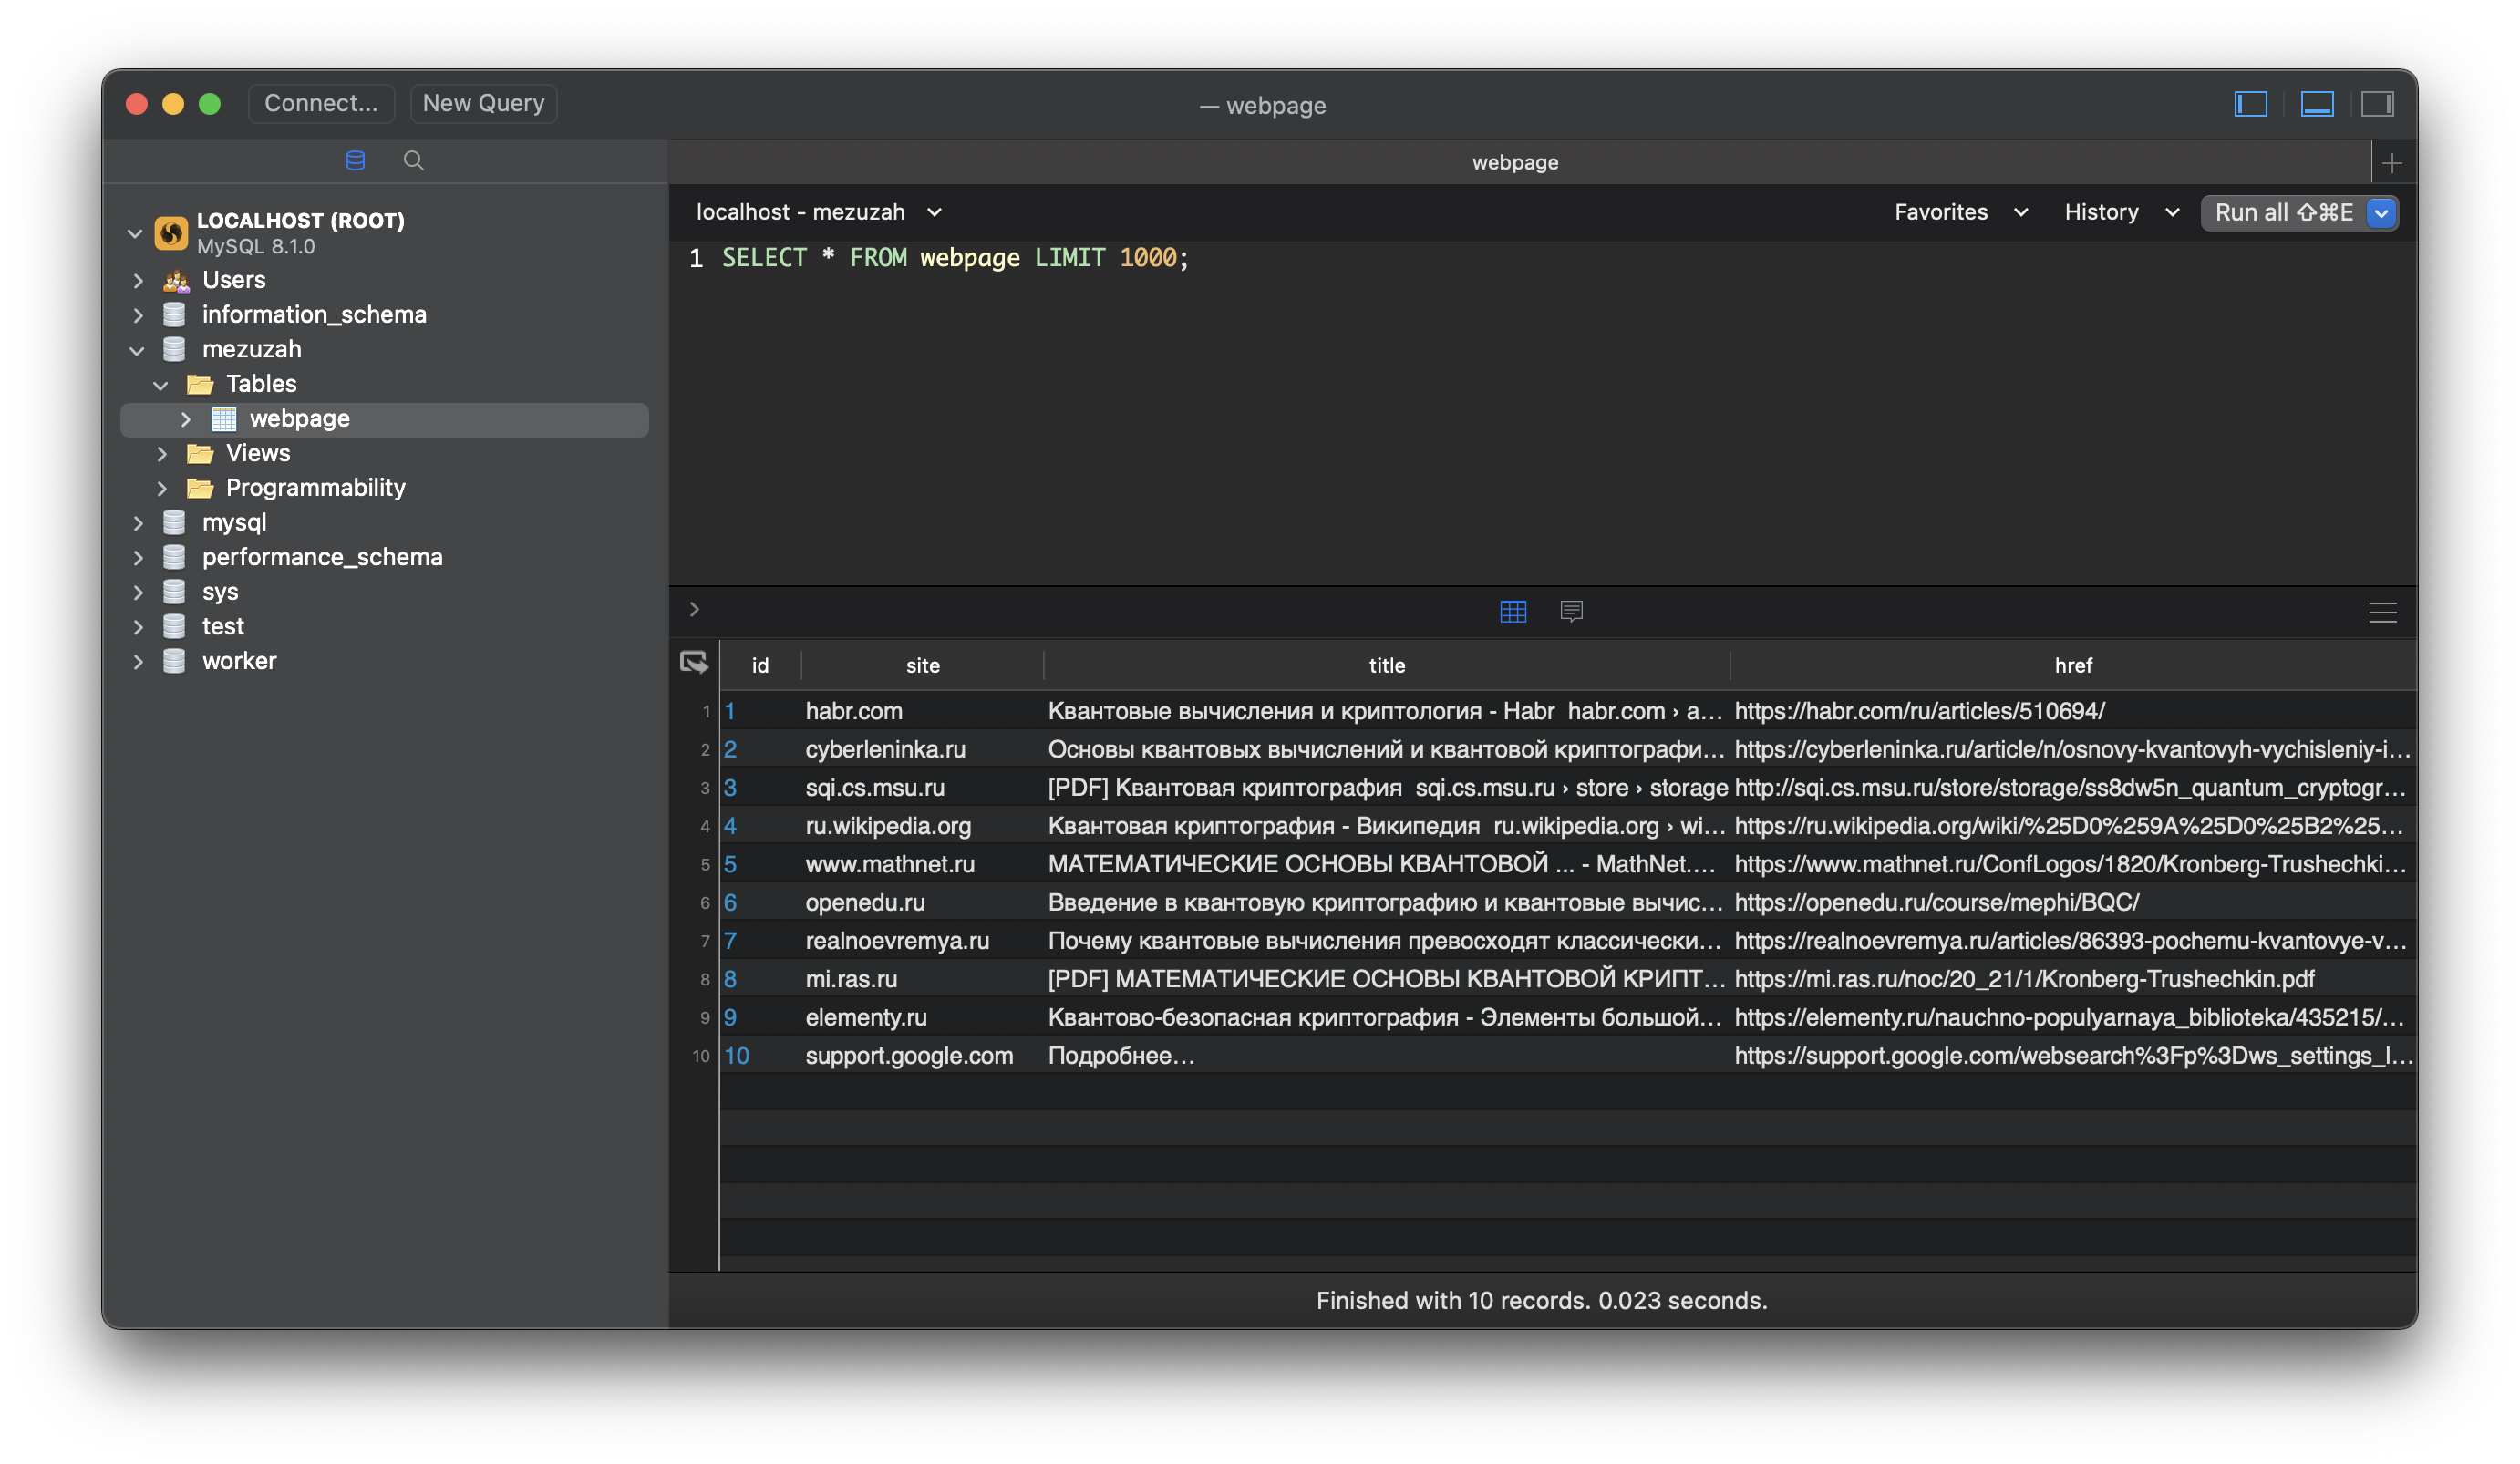 Connect...
New Query
— webpage
webpage
LOCALHOST (ROOT)
MySQL 8.1.0
Users
information_schema
mezuzah
Tables
webpage
Views
Programmability
mysql
performance_schema
sys
test
worker
localhost - mezuzah
Favorites
History
Run all ⇧⌘E
1 SELECT * FROM webpage LIMIT 1000;
id site title href
1 1 habr.com Квантовые вычисления и криптология - Habr habr.com › a... https://habr.com/ru/articles/510694/
2 2 cyberleninka.ru Основы квантовых вычислений и квантовой криптографи... https://cyberleninka.ru/article/n/osnovy-kvantovyh-vychisleniy-i...
3 3 sqi.cs.msu.ru [PDF] Квантовая криптография sqi.cs.msu.ru › store › storage http://sqi.cs.msu.ru/store/storage/ss8dw5n_quantum_cryptogr...
4 4 ru.wikipedia.org Квантовая криптография - Википедия ru.wikipedia.org › wi... https://ru.wikipedia.org/wiki/%25D0%259A%25D0%25B2%25...
5 5 www.mathnet.ru МАТЕМАТИЧЕСКИЕ ОСНОВЫ КВАНТОВОЙ ... - MathNet.... https://www.mathnet.ru/ConfLogos/1820/Kronberg-Trushechki...
6 6 openedu.ru Введение в квантовую криптографию и квантовые вычис... https://openedu.ru/course/mephi/BQC/
7 7 realnoevremya.ru Почему квантовые вычисления превосходят классически... https://realnoevremya.ru/articles/86393-pochemu-kvantovye-v...
8 8 mi.ras.ru [PDF] МАТЕМАТИЧЕСКИЕ ОСНОВЫ КВАНТОВОЙ КРИПТ... https://mi.ras.ru/noc/20_21/1/Kronberg-Trushechkin.pdf
9 9 elementy.ru Квантово-безопасная криптография - Элементы большой... https://elementy.ru/nauchno-populyarnaya_biblioteka/435215/...
10 10 support.google.com Подробнее... https://support.google.com/websearch%3Fp%3Dws_settings_l...
Finished with 10 records. 0.023 seconds.